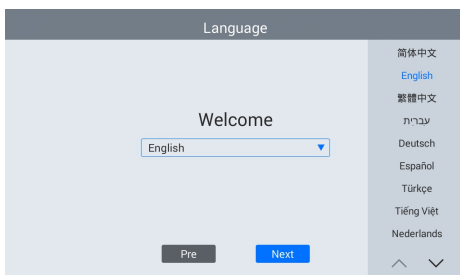 Language
Welcome
English
Pre
Next
简体中文
English
繁體中文
עברית
Deutsch
Español
Türkçe
Tiếng Việt
Nederlands